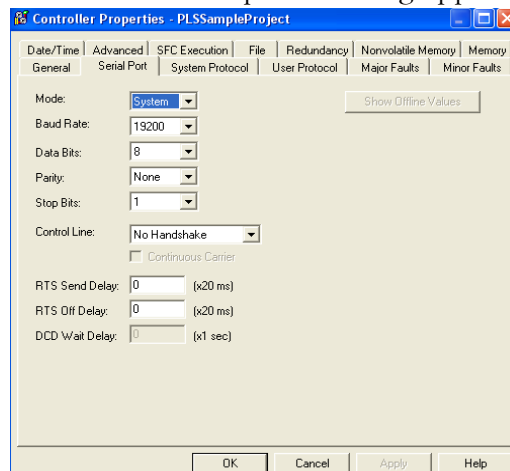 Controller Properties - PLSSampleProject
Date/Time Advanced SFC Execution File Redundancy Nonvolatile Memory Memory
General Serial Port System Protocol User Protocol Major Faults Minor Faults
Mode: System Show Offline Values
Baud Rate: 19200
Data Bits: 8
Parity: None
Stop Bits: 1
Control Line: No Handshake
Continuous Carrier
RTS Send Delay: 0 (x20 ms)
RTS Off Delay: 0 (x20 ms)
DCD Wait Delay: 0 (x1 sec)
OK Cancel Apply Help